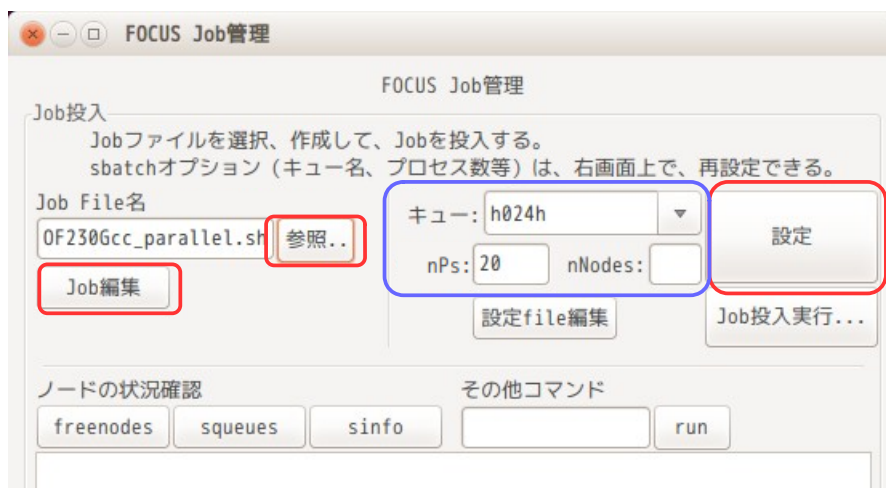 FOCUS Job管理
FOCUS Job管理
Job投入
Jobファイルを選択、作成して、Jobを投入する。
sbatchオプション（キュー名、プロセス数等）は、右画面上で、再設定できる。
Job File名
キュー: h024h
設定
OF230Gcc_parallel.sh 参照..
nPs: 20 nNodes:
Job編集
設定file編集 Job投入実行...
ノードの状況確認 その他コマンド
freenodes squeues sinfo run